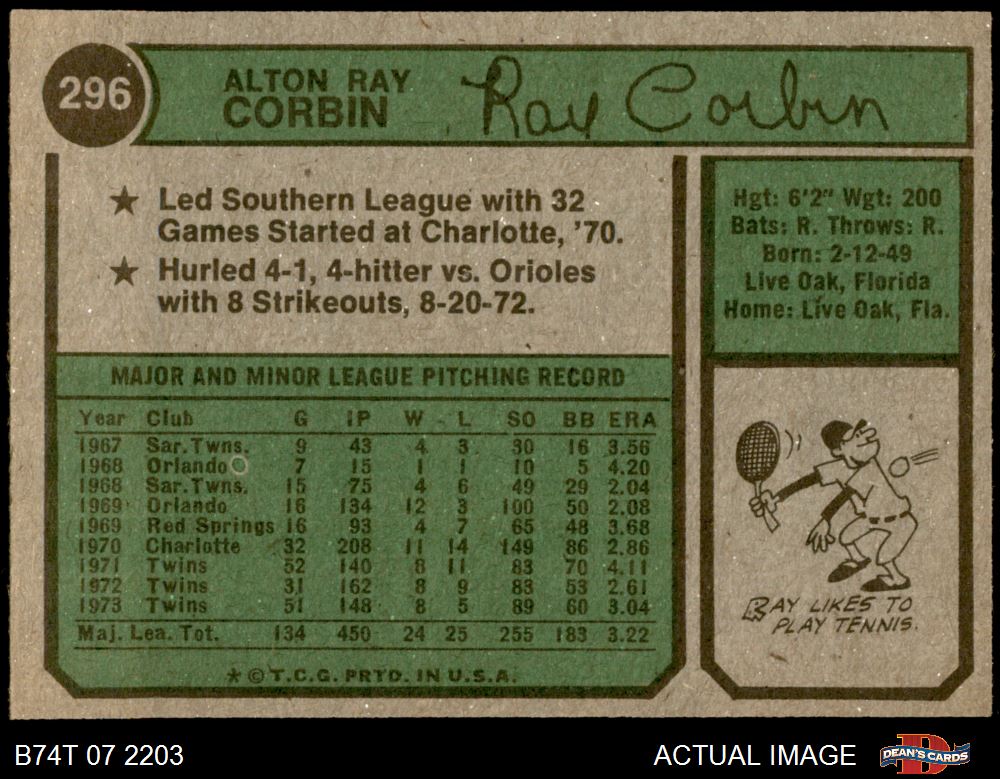 296
ALTON RAY
CORBIN
Ray Corbin
★ Led Southern League with 32
Games Started at Charlotte, '70.
★ Hurled 4-1, 4-hitter vs. Orioles
with 8 Strikeouts, 8-20-72.
Hgt: 6'2" Wgt: 200
Bats: R. Throws: R.
Born: 2-12-49
Live Oak, Florida
Home: Live Oak, Fla.
MAJOR AND MINOR LEAGUE PITCHING RECORD
Year Club G IP W L SO BB ERA
1967 Sar. Twns. 9 43 4 3 30 16 3.56
1968 Orlando 7 15 1 1 10 5 4.20
1968 Sar. Twns. 15 75 4 6 49 29 2.04
1969 Orlando 16 134 12 3 100 50 2.08
1969 Red Springs 16 93 4 7 65 48 3.68
1970 Charlotte 32 208 11 14 149 86 2.86
1971 Twins 52 140 8 11 83 70 4.11
1972 Twins 31 162 8 9 83 53 2.61
1973 Twins 51 148 8 5 89 60 3.04
Maj. Lea. Tot. 134 450 24 25 255 183 3.22
★ © T.C.G. PRTD. IN U.S.A.
RAY LIKES TO
PLAY TENNIS.
B74T 07 2203
ACTUAL IMAGE
DEAN'S CARDS